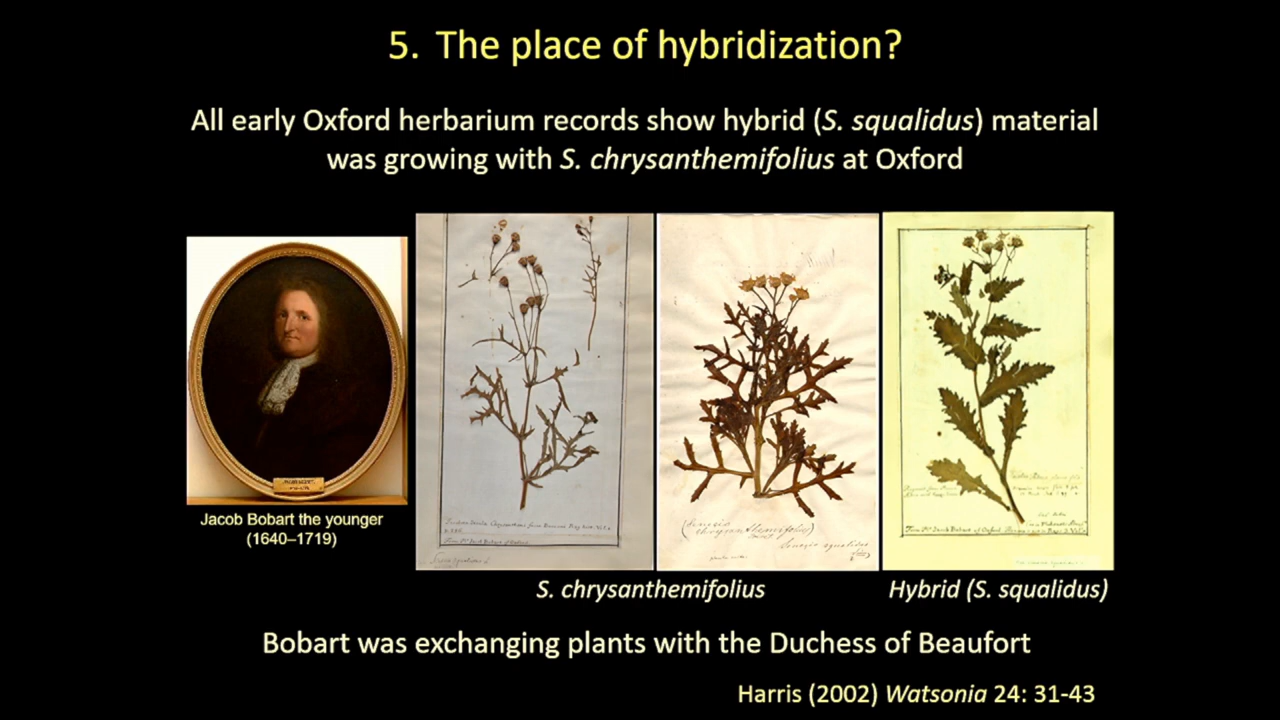 5. The place of hybridization?
All early Oxford herbarium records show hybrid (S. squalidus) material
was growing with S. chrysanthemifolius at Oxford
Jacob Bobart the younger
(1640–1719)
S. chrysanthemifolius
Hybrid (S. squalidus)
Bobart was exchanging plants with the Duchess of Beaufort
Harris (2002) Watsonia 24: 31-43